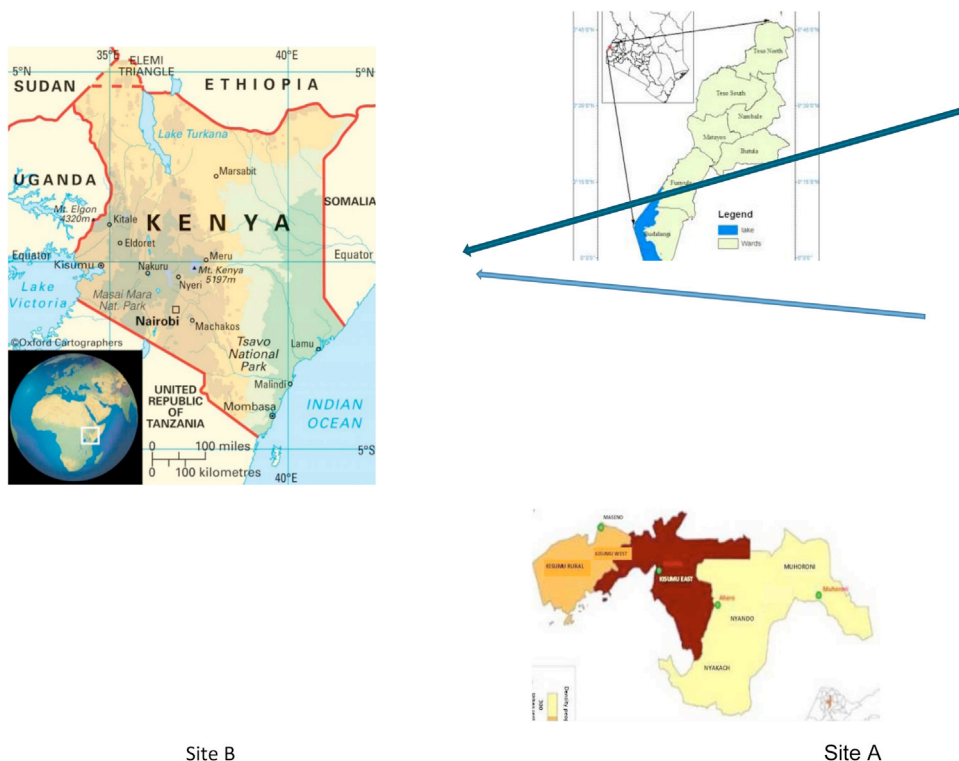 35°E
40°E
ELEMI
TRIANGLE
5°N
5°N
SUDAN
ETHIOPIA
Lake Turkana
Marsabit
UGANDA
SOMALIA
Mt. Elgon
4320m
Kitale
KENYA
Eldoret
Equator
Equator
Kisumu
Meru
Nakuru
Mt. Kenya
5197m
Nyeri
Lake
Victoria
Masai Mara
Nat. Park
Nairobi
Machakos
©Oxford Cartographers
Tsavo
National
Park
Lamu
Malindi
UNITED
REPUBLIC
OF
TANZANIA
Mombasa
INDIAN
OCEAN
0 100 miles
0 100 kilometres
5°S
40°E
Teso North
Teso South
Nambale
Matayos
Butula
Funyula
Budalangi
Legend
lake
Wards
MASENO
KISUMU WEST
KISUMU RURAL
KISUMU EAST
MUHORONI
Muhoroni
Ahero
NYANDO
NYAKACH
300
Site B
Site A